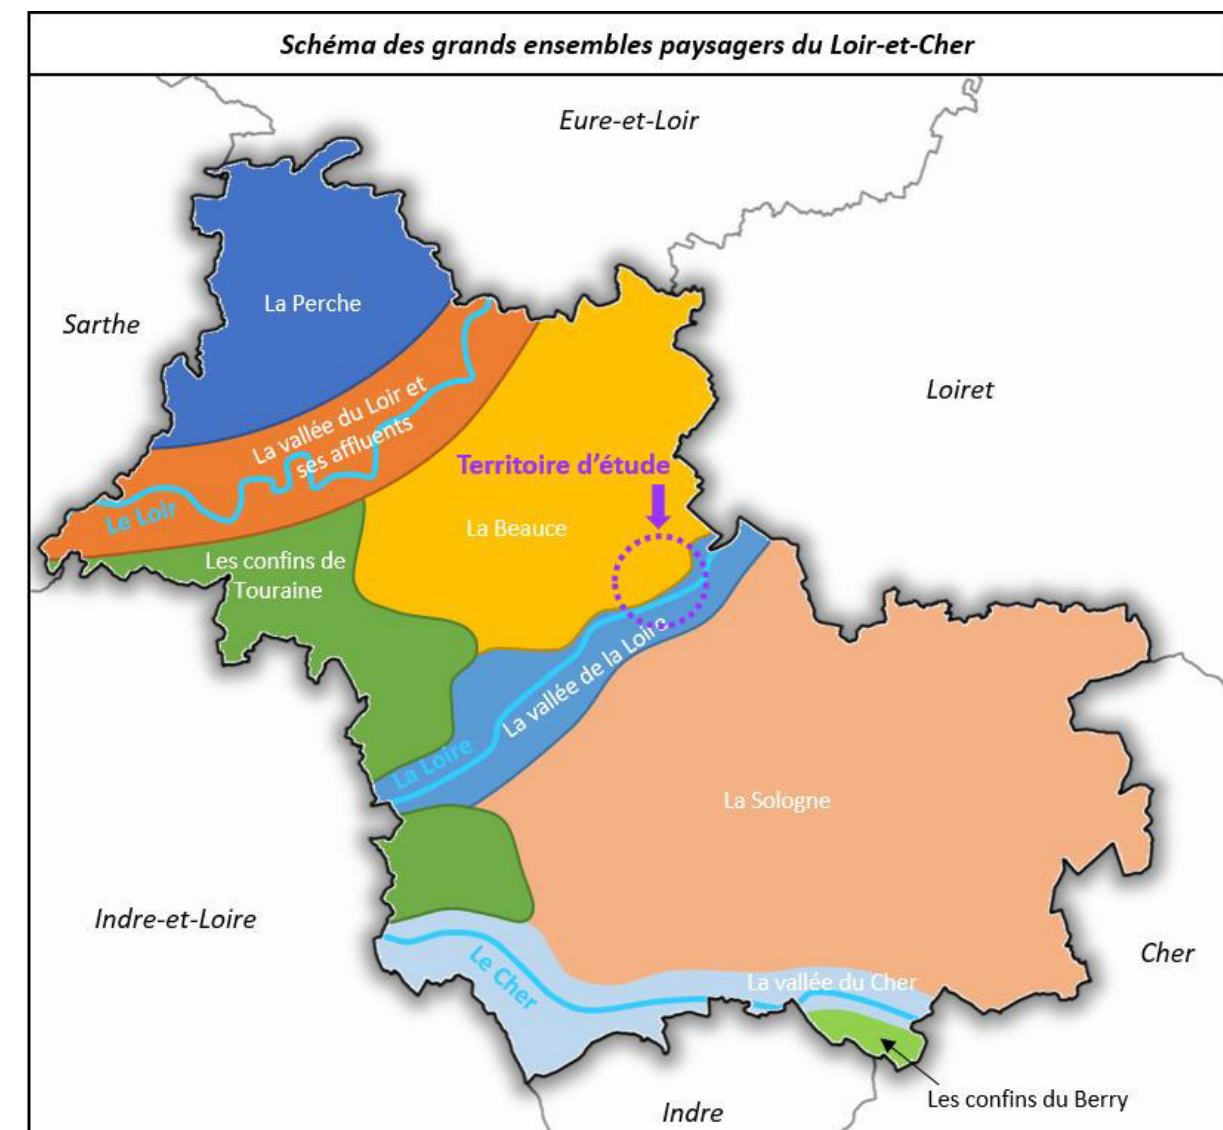 Schéma des grands ensembles paysagers du Loir-et-Cher
Eure-et-Loir
La Perche
Sarthe
Loiret
La vallée du Loir et
ses affluents
Territoire d'étude
Le Loir
La Beauce
Les confins de
Touraine
La vallée de la Loire
La Loire
La Sologne
Indre-et-Loire
Le Cher
Cher
La vallée du Cher
Les confins du Berry
Indre